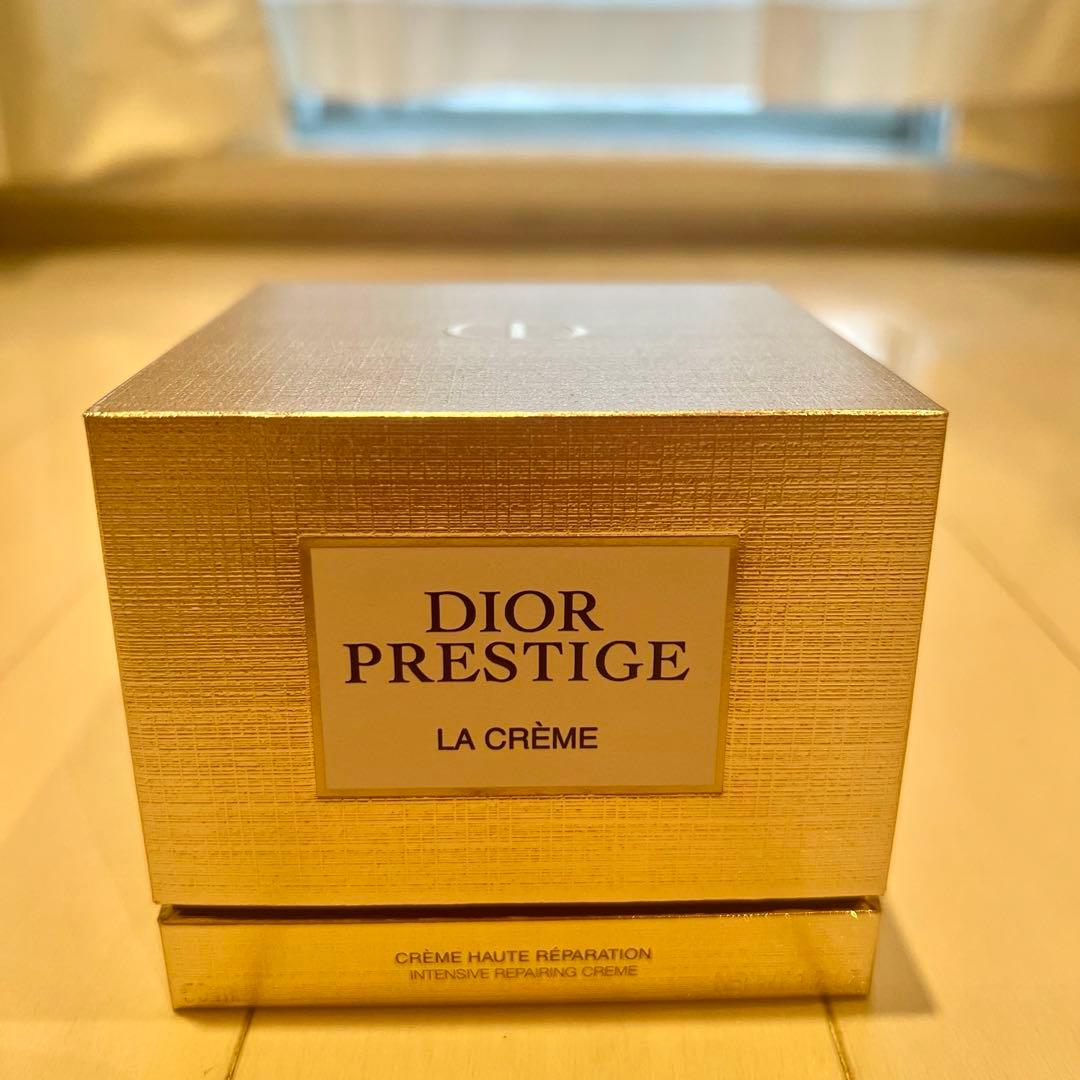 DIOR
PRESTIGE
LA CRÈME
CRÈME HAUTE RÉPARATION
INTENSIVE REPAIRING CREME